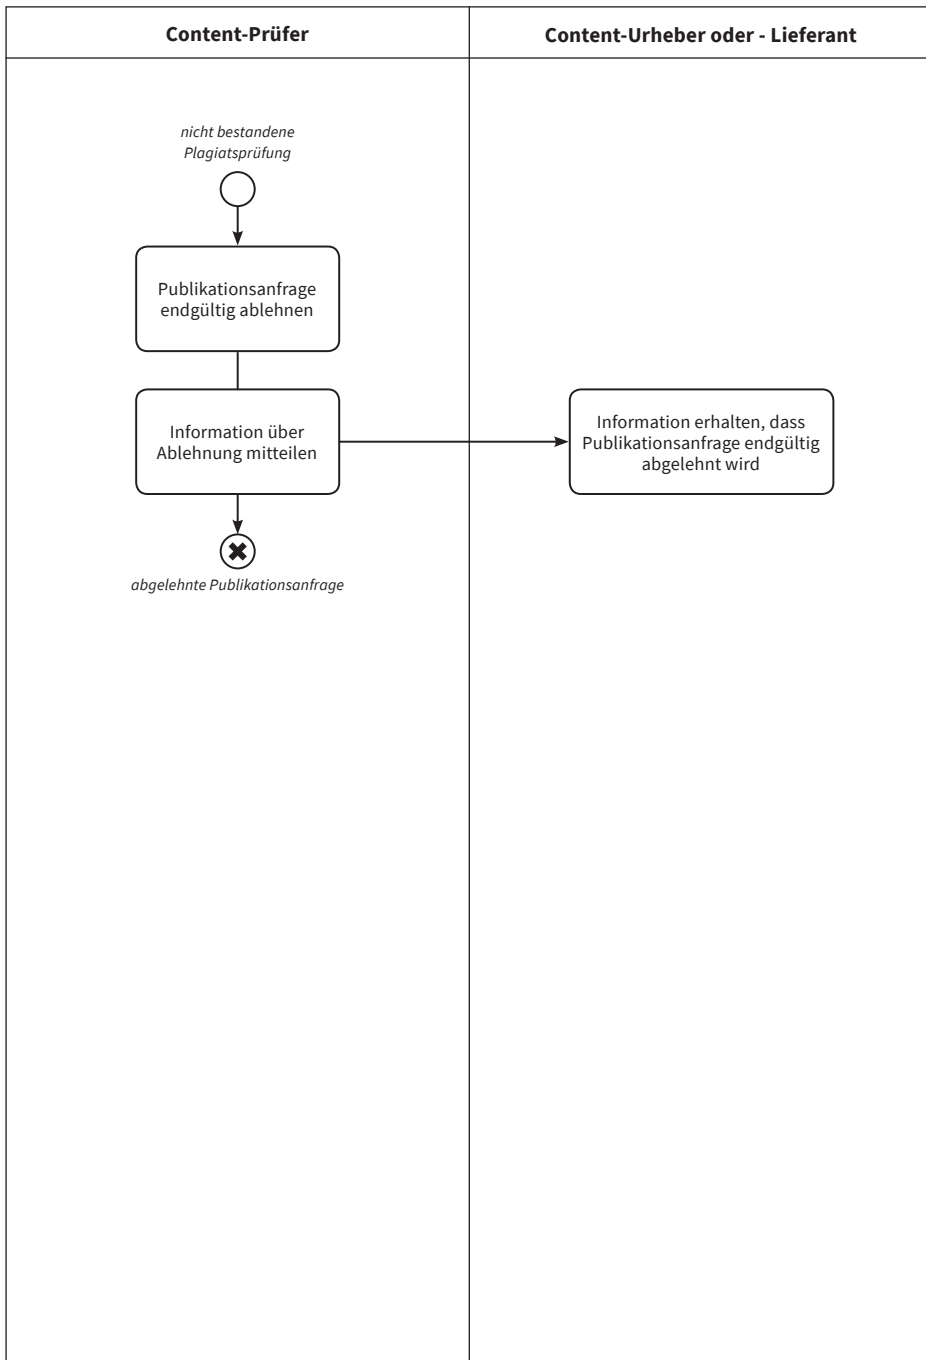 Content-Prüfer
Content-Urheber oder - Lieferant
nicht bestandene
Plagiatsprüfung
Publikationsanfrage
endgültig ablehnen
Information über
Ablehnung mitteilen
Information erhalten, dass
Publikationsanfrage endgültig
abgelehnt wird
abgelehnte Publikationsanfrage